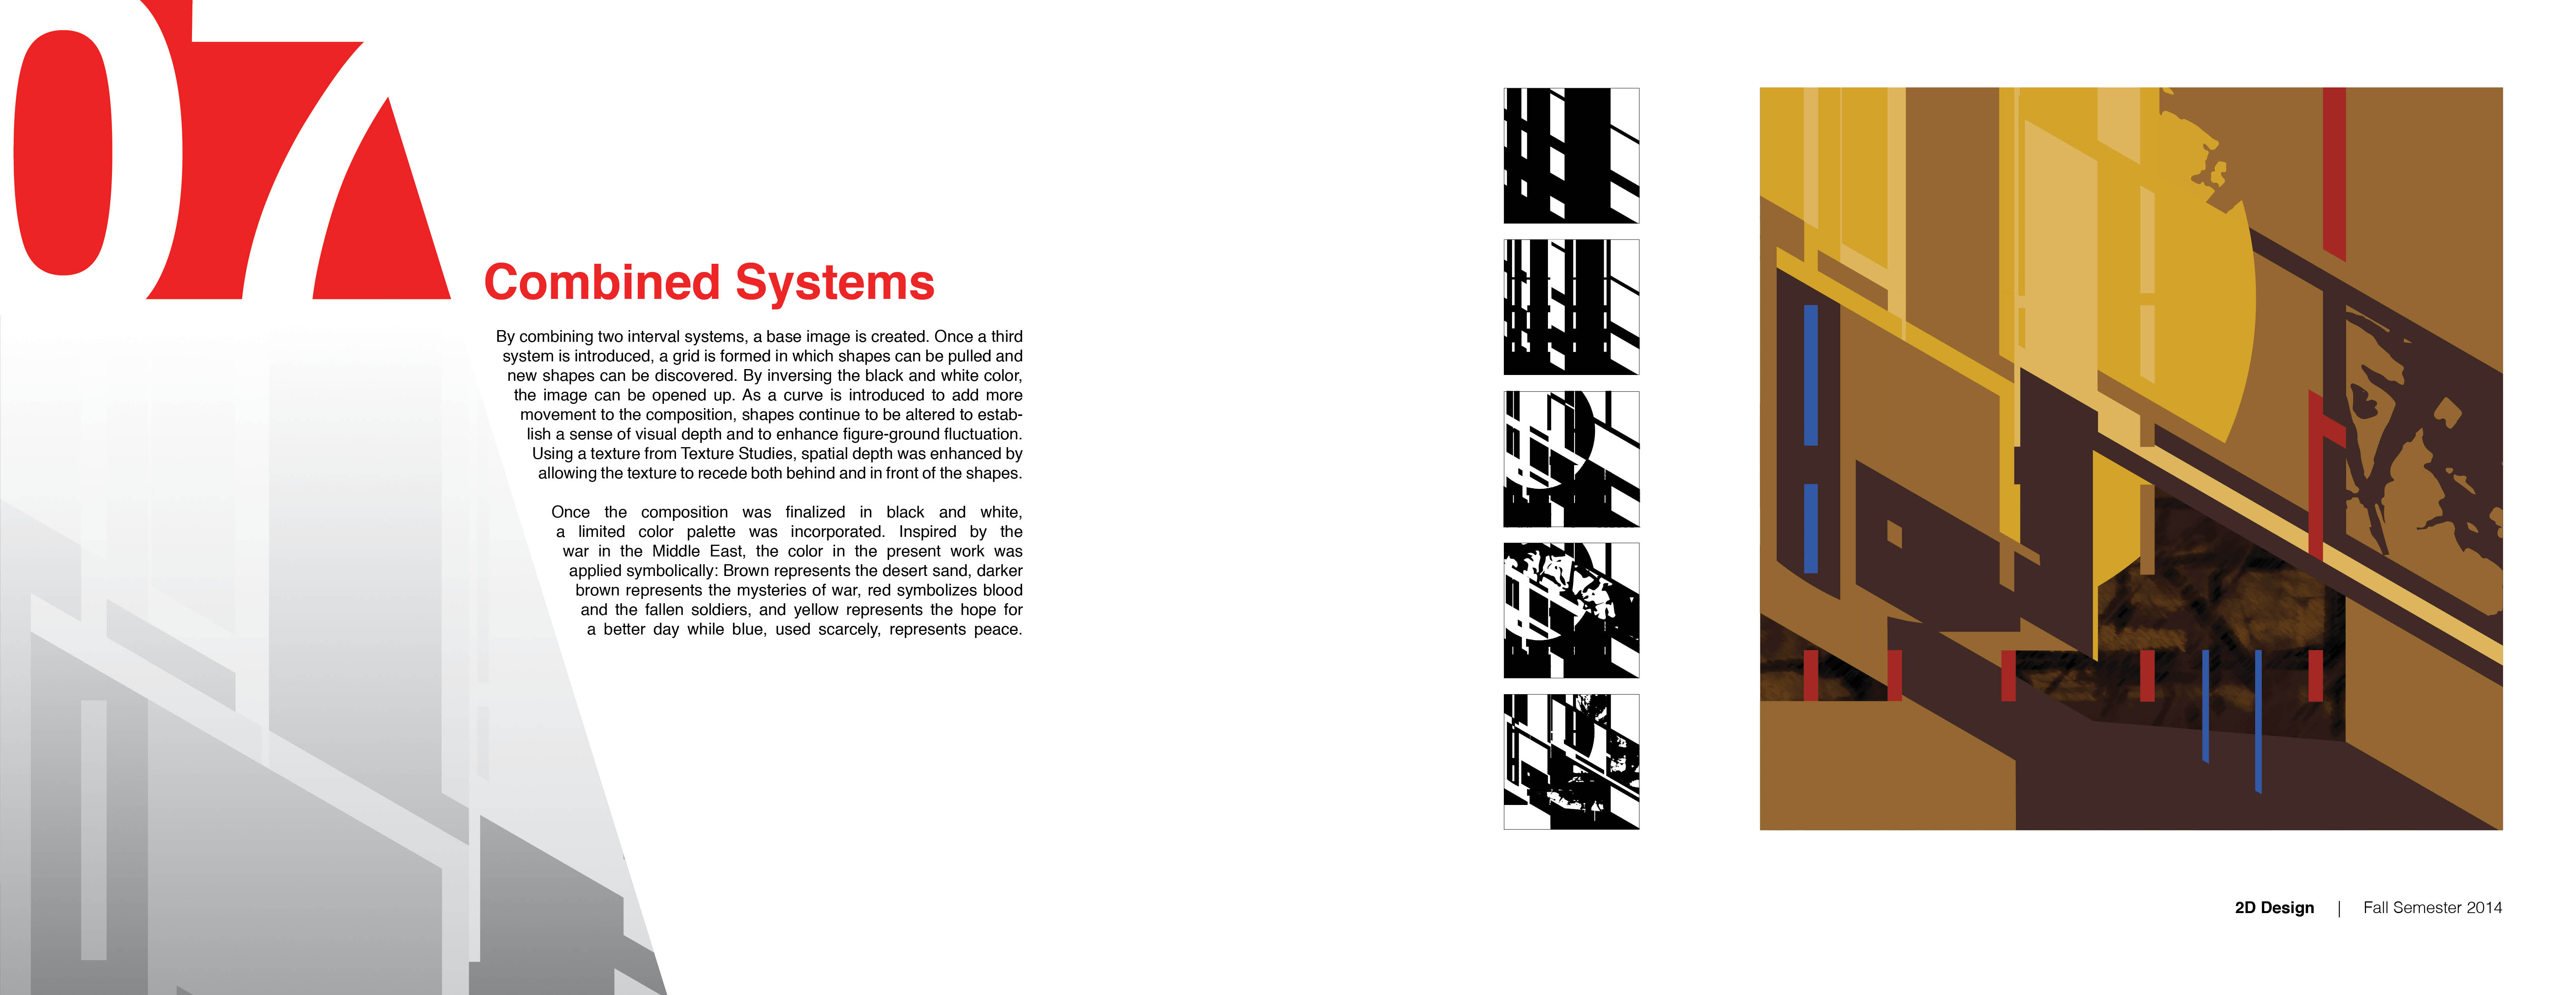 07
Combined Systems
By combining two interval systems, a base image is created. Once a third
system is introduced, a grid is formed in which shapes can be pulled and
new shapes can be discovered. By inversing the black and white color,
the image can be opened up. As a curve is introduced to add more
movement to the composition, shapes continue to be altered to estab-
lish a sense of visual depth and to enhance figure-ground fluctuation.
Using a texture from Texture Studies, spatial depth was enhanced by
allowing the texture to recede both behind and in front of the shapes.
Once the composition was finalized in black and white,
a limited color palette was incorporated. Inspired by the
war in the Middle East, the color in the present work was
applied symbolically: Brown represents the desert sand, darker
brown represents the mysteries of war, red symbolizes blood
and the fallen soldiers, and yellow represents the hope for
a better day while blue, used scarcely, represents peace.
2D Design | Fall Semester 2014